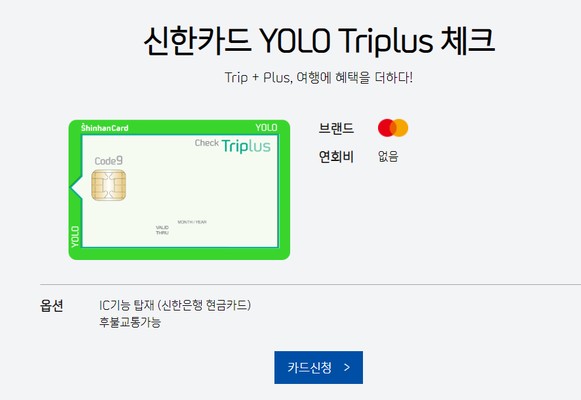 신한카드 YOLO Triplus 체크
Trip + Plus, 여행에 혜택을 더하다!
ShinhanCard YOLO
Check Triplus
Code9
MONTH / YEAR
VALID
THRU
YOLO
브랜드
연회비 없음
옵션 IC기능 탑재 (신한은행 현금카드)
후불교통가능
카드신청 >